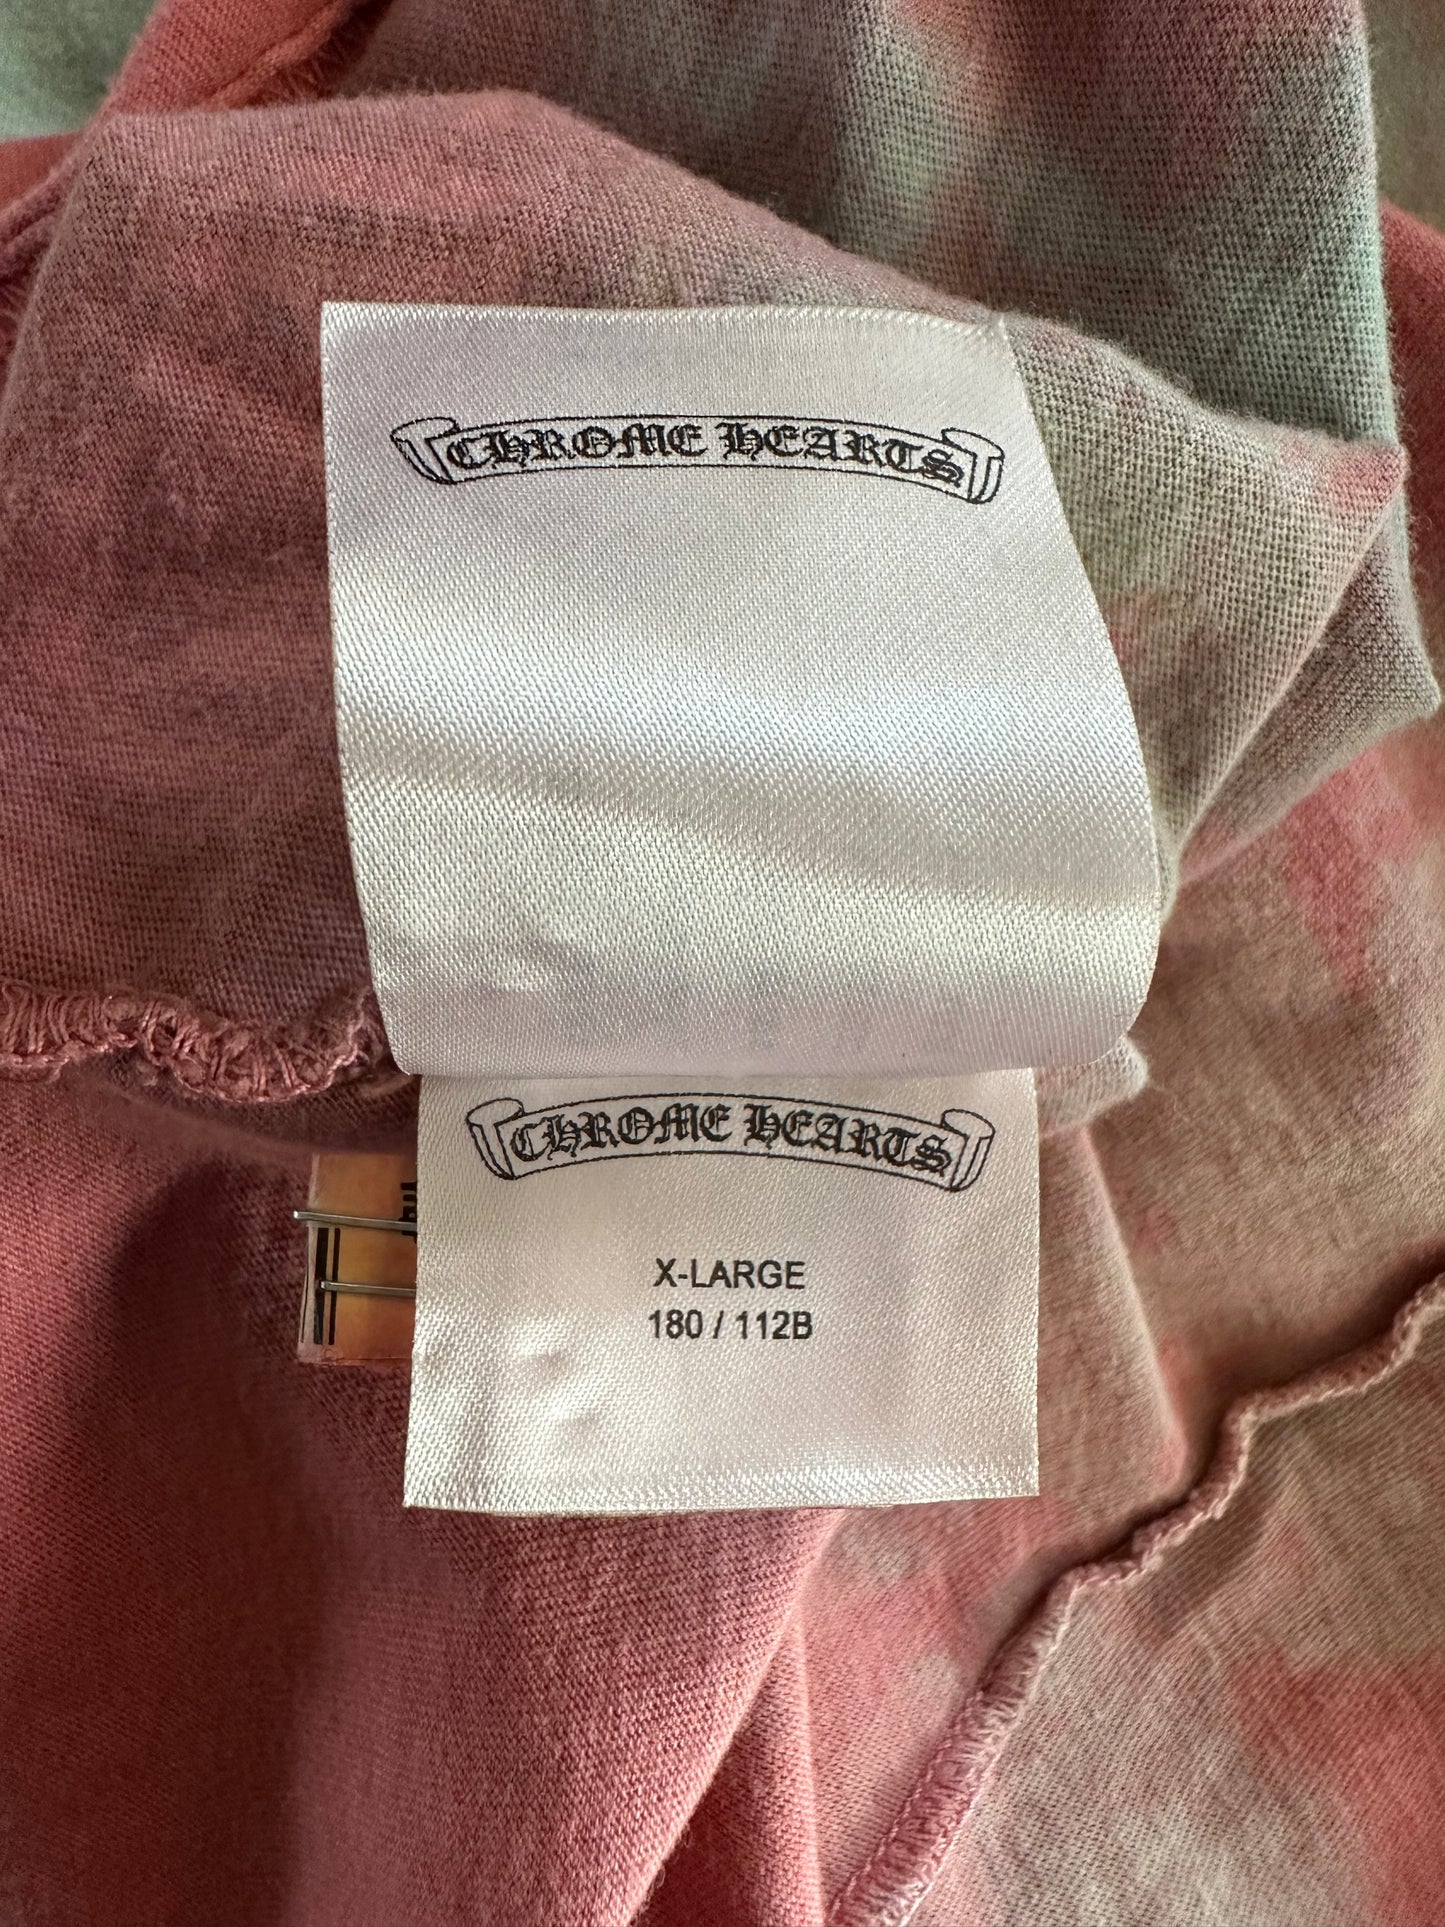 CHROME HEARTS
CHROME HEARTS
X-LARGE
180 / 112B